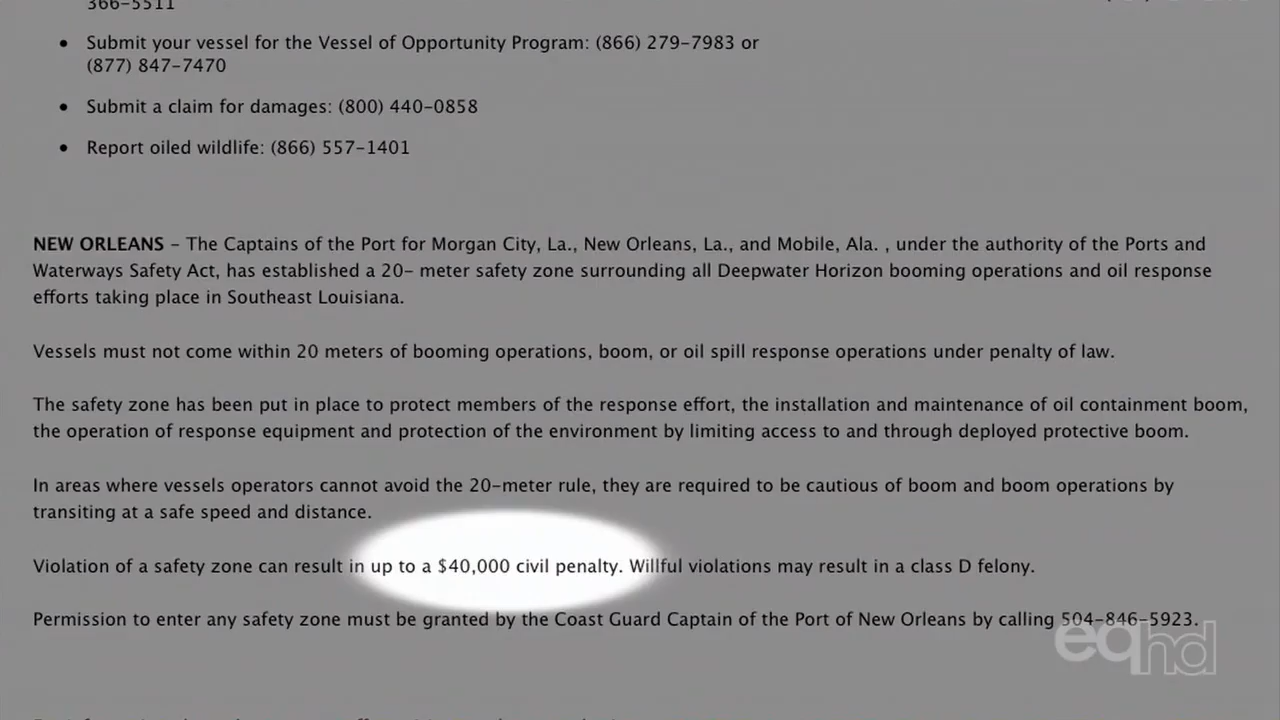 366-5511
• Submit your vessel for the Vessel of Opportunity Program: (866) 279-7983 or
(877) 847-7470
• Submit a claim for damages: (800) 440-0858
• Report oiled wildlife: (866) 557-1401
NEW ORLEANS – The Captains of the Port for Morgan City, La., New Orleans, La., and Mobile, Ala. , under the authority of the Ports and
Waterways Safety Act, has established a 20- meter safety zone surrounding all Deepwater Horizon booming operations and oil response
efforts taking place in Southeast Louisiana.
Vessels must not come within 20 meters of booming operations, boom, or oil spill response operations under penalty of law.
The safety zone has been put in place to protect members of the response effort, the installation and maintenance of oil containment boom,
the operation of response equipment and protection of the environment by limiting access to and through deployed protective boom.
In areas where vessels operators cannot avoid the 20-meter rule, they are required to be cautious of boom and boom operations by
transiting at a safe speed and distance.
Violation of a safety zone can result in up to a $40,000 civil penalty. Willful violations may result in a class D felony.
Permission to enter any safety zone must be granted by the Coast Guard Captain of the Port of New Orleans by calling 504-846-5923.
eqhd